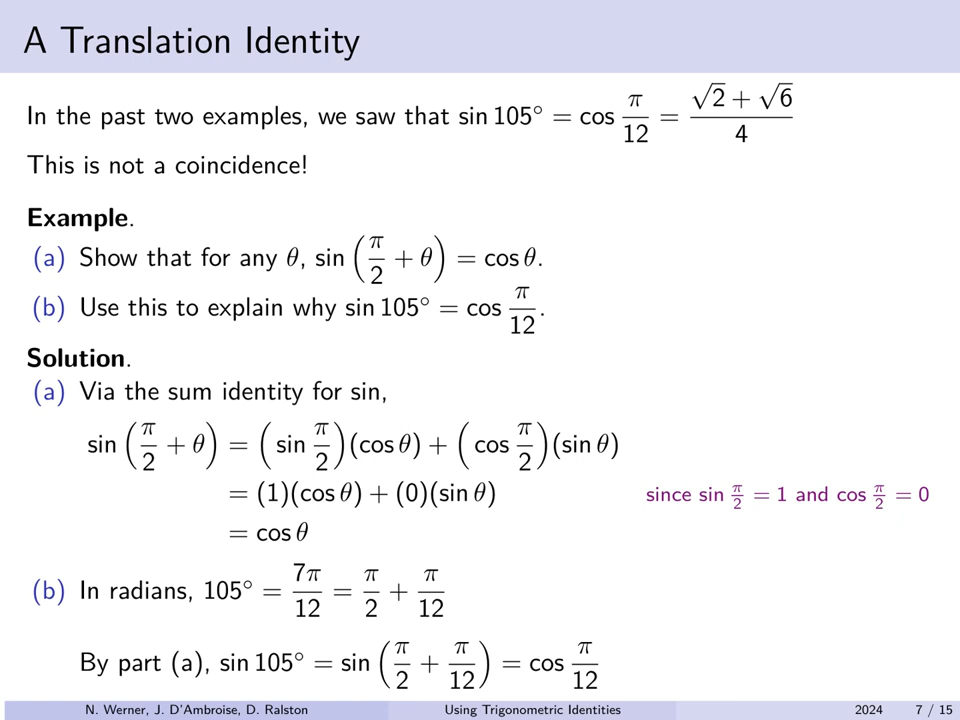 A Translation Identity
In the past two examples, we saw that sin 105° = cos π/12 = (√2 + √6)/4
This is not a coincidence!
Example.
(a) Show that for any θ, sin (π/2 + θ) = cos θ.
(b) Use this to explain why sin 105° = cos π/12.
Solution.
(a) Via the sum identity for sin,
sin (π/2 + θ) = (sin π/2)(cos θ) + (cos π/2)(sin θ)
= (1)(cos θ) + (0)(sin θ) since sin π/2 = 1 and cos π/2 = 0
= cos θ
(b) In radians, 105° = 7π/12 = π/2 + π/12
By part (a), sin 105° = sin (π/2 + π/12) = cos π/12
N. Werner, J. D'Ambroise, D. Ralston Using Trigonometric Identities 2024 7 / 15